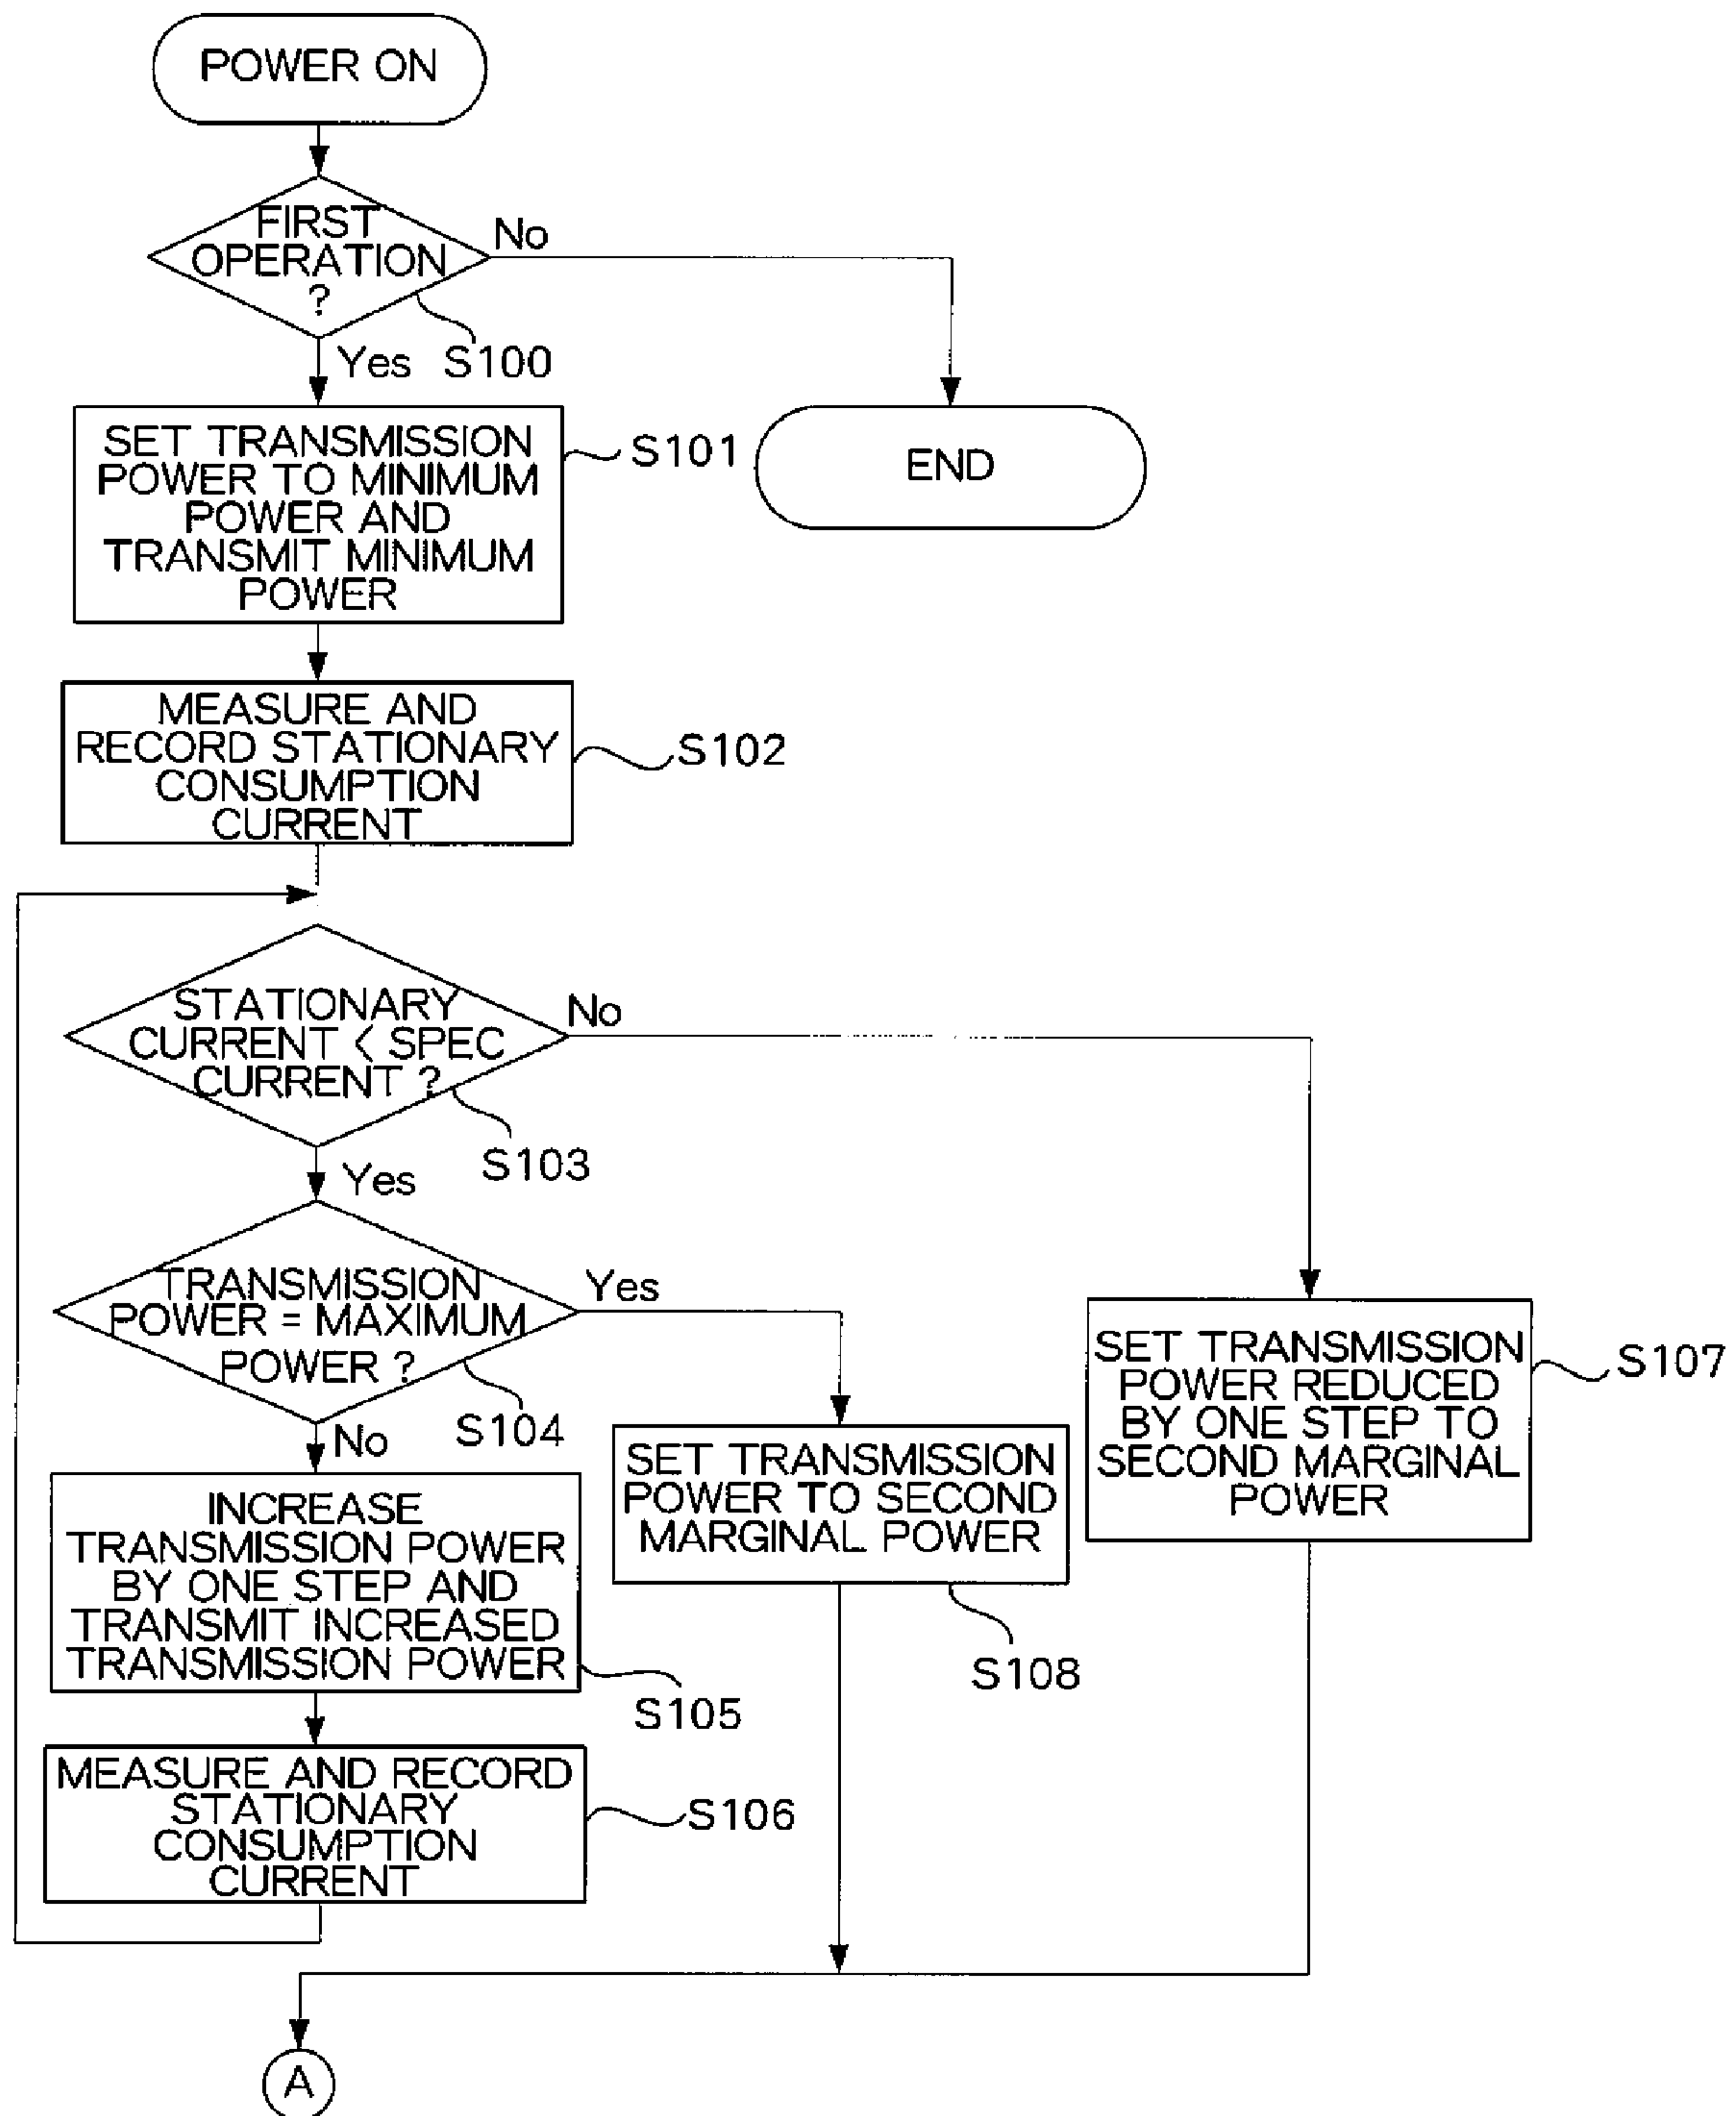 POWER ON
FIRST
OPERATION
?
No
Yes
S100
SET TRANSMISSION
POWER TO MINIMUM
POWER AND
TRANSMIT MINIMUM
POWER
S101
END
MEASURE AND
RECORD STATIONARY
CONSUMPTION
CURRENT
S102
STATIONARY
CURRENT < SPEC
CURRENT ?
No
S103
Yes
TRANSMISSION
POWER = MAXIMUM
POWER ?
Yes
S104
No
SET TRANSMISSION
POWER REDUCED
BY ONE STEP TO
SECOND MARGINAL
POWER
S107
SET TRANSMISSION
POWER TO SECOND
MARGINAL POWER
S108
INCREASE
TRANSMISSION POWER
BY ONE STEP AND
TRANSMIT INCREASED
TRANSMISSION POWER
S105
MEASURE AND RECORD
STATIONARY
CONSUMPTION
CURRENT
S106
A